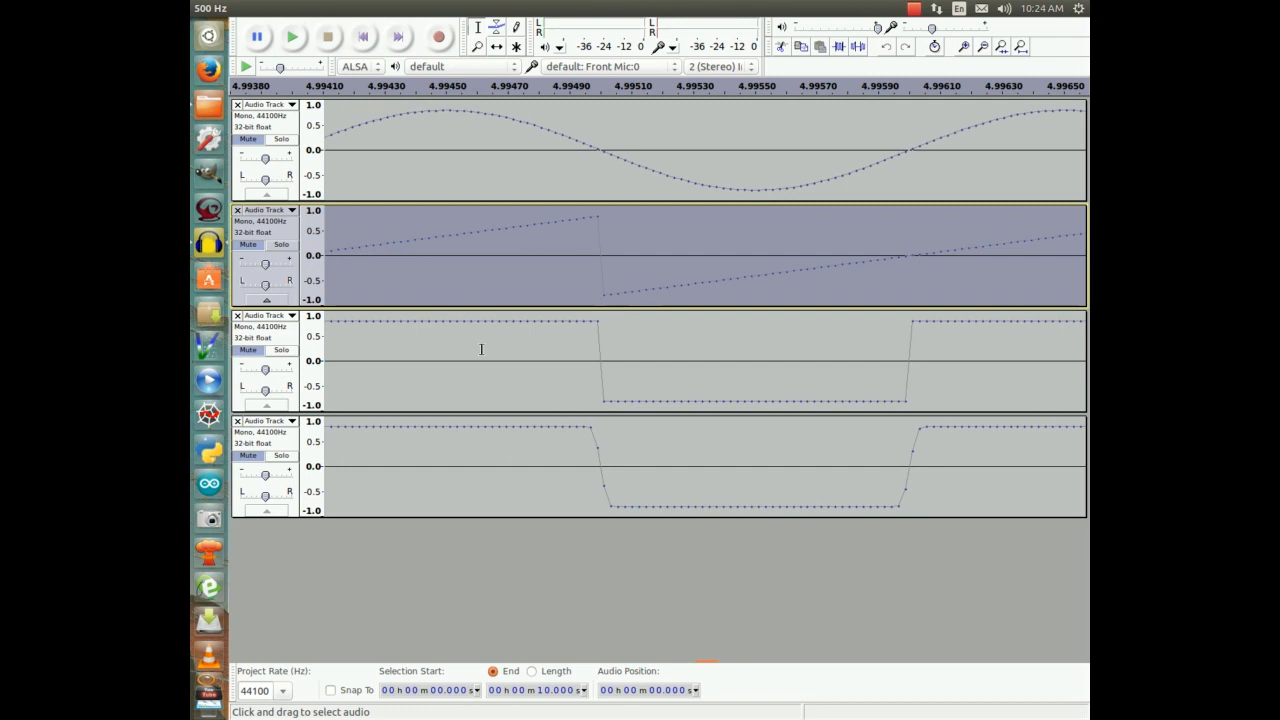 500 Hz
En
10:24 AM
L
R
-36 -24 -12 0
L
R
-36 -24 -12 0
ALSA
default
default: Front Mic:0
2 (Stereo) I
4.99380 4.99410 4.99430 4.99450 4.99470 4.99490 4.99510 4.99530 4.99550 4.99570 4.99590 4.99610 4.99630 4.99650
X Audio Track
Mono, 44100Hz
32-bit float
Mute Solo
- +
L R
1.0
0.5
0.0
-0.5
-1.0
X Audio Track
Mono, 44100Hz
32-bit float
Mute Solo
- +
L R
1.0
0.5
0.0
-0.5
-1.0
X Audio Track
Mono, 44100Hz
32-bit float
Mute Solo
- +
L R
1.0
0.5
0.0
-0.5
-1.0
X Audio Track
Mono, 44100Hz
32-bit float
Mute Solo
- +
L R
1.0
0.5
0.0
-0.5
-1.0
Project Rate (Hz):
44100
Snap To
Selection Start:
00 h 00 m 00.000 s
End
Length
00 h 00 m 10.000 s
Audio Position:
00 h 00 m 00.000 s
Click and drag to select audio